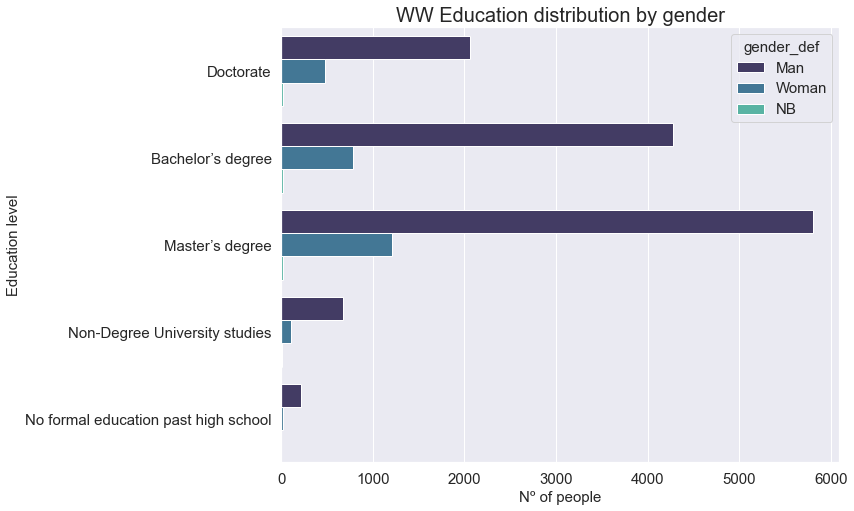 WW Education distribution by gender
gender_def
Man
Woman
NB
Education level
Doctorate
Bachelor’s degree
Master’s degree
Non-Degree University studies
No formal education past high school
0 1000 2000 3000 4000 5000 6000
Nº of people